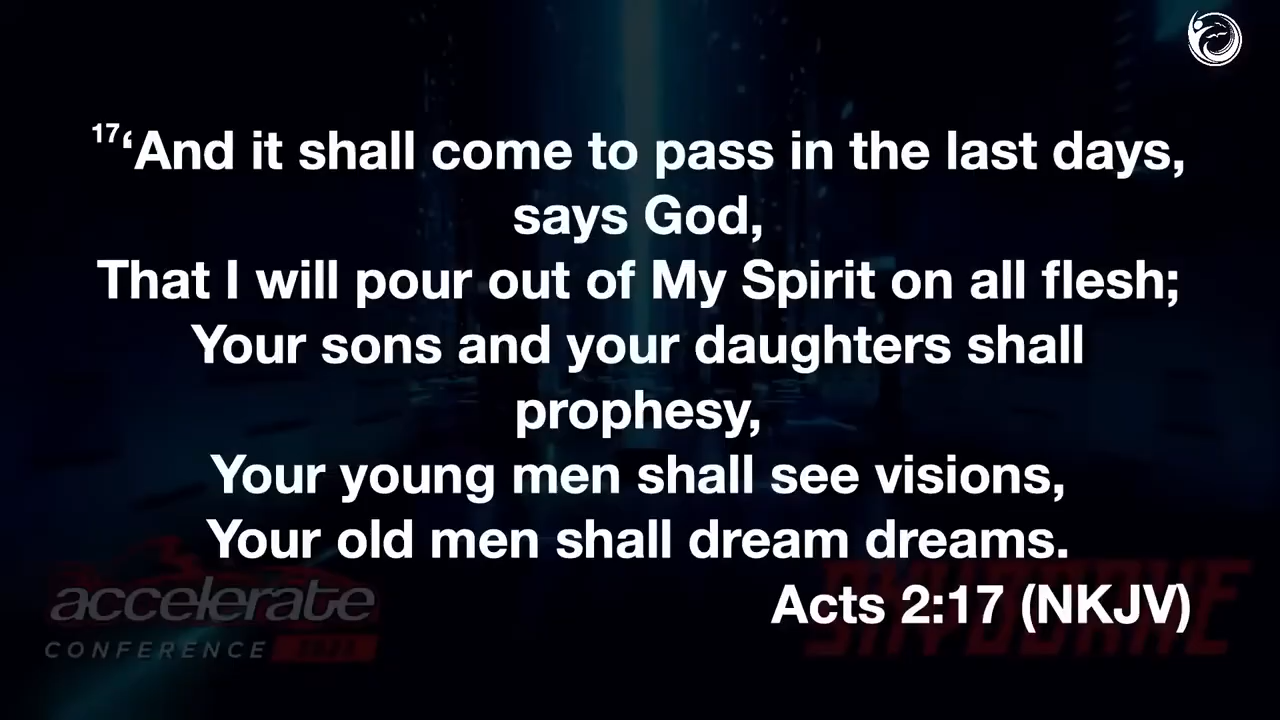 ¹⁷‘And it shall come to pass in the last days,
says God,
That I will pour out of My Spirit on all flesh;
Your sons and your daughters shall
prophesy,
Your young men shall see visions,
Your old men shall dream dreams.
Acts 2:17 (NKJV)
accelerate
CONFERENCE
SKYBORNE